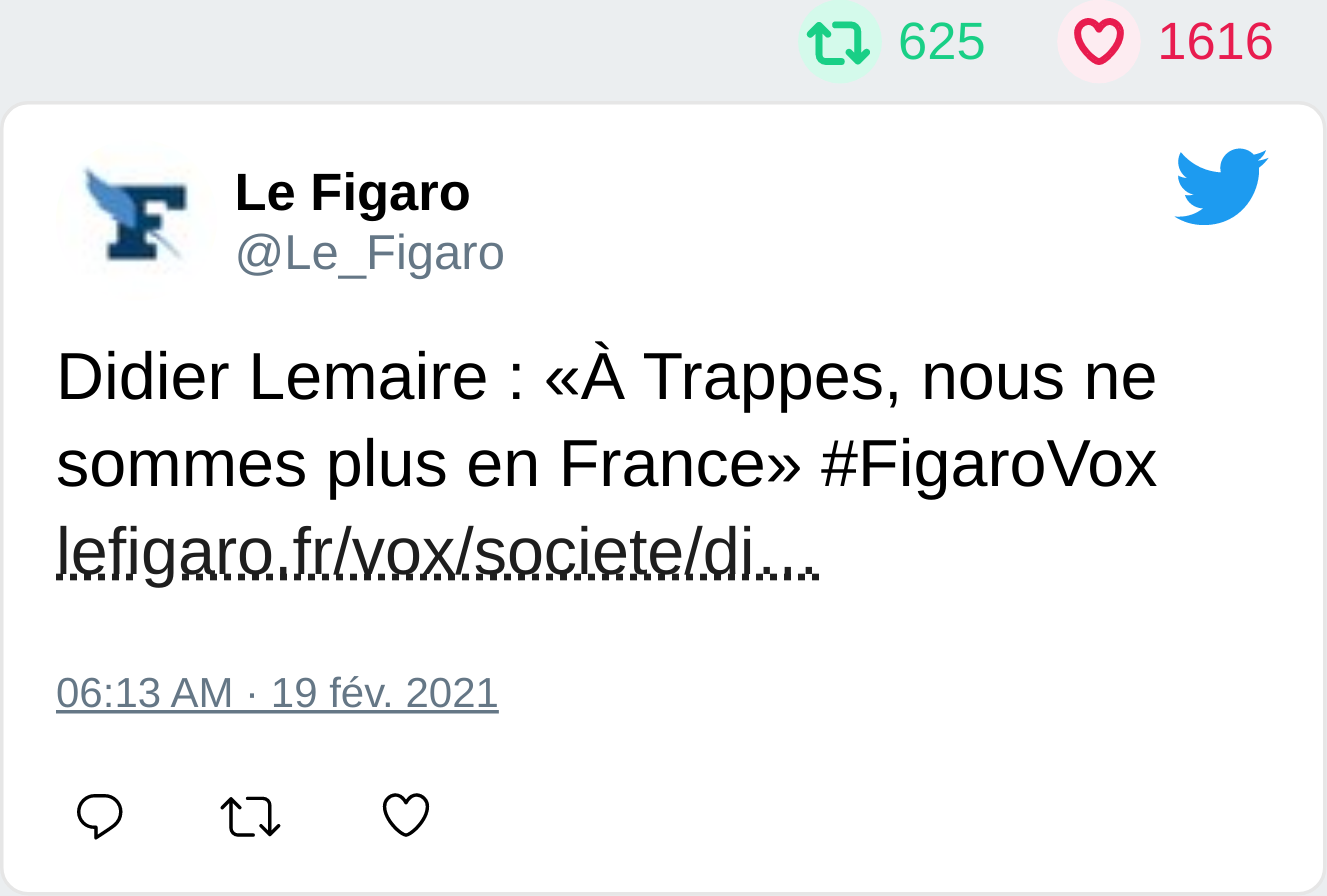 625 1616
Le Figaro
@Le_Figaro
Didier Lemaire : «À Trappes, nous ne
sommes plus en France» #FigaroVox
lefigaro.fr/vox/societe/di...
06:13 AM · 19 fév. 2021